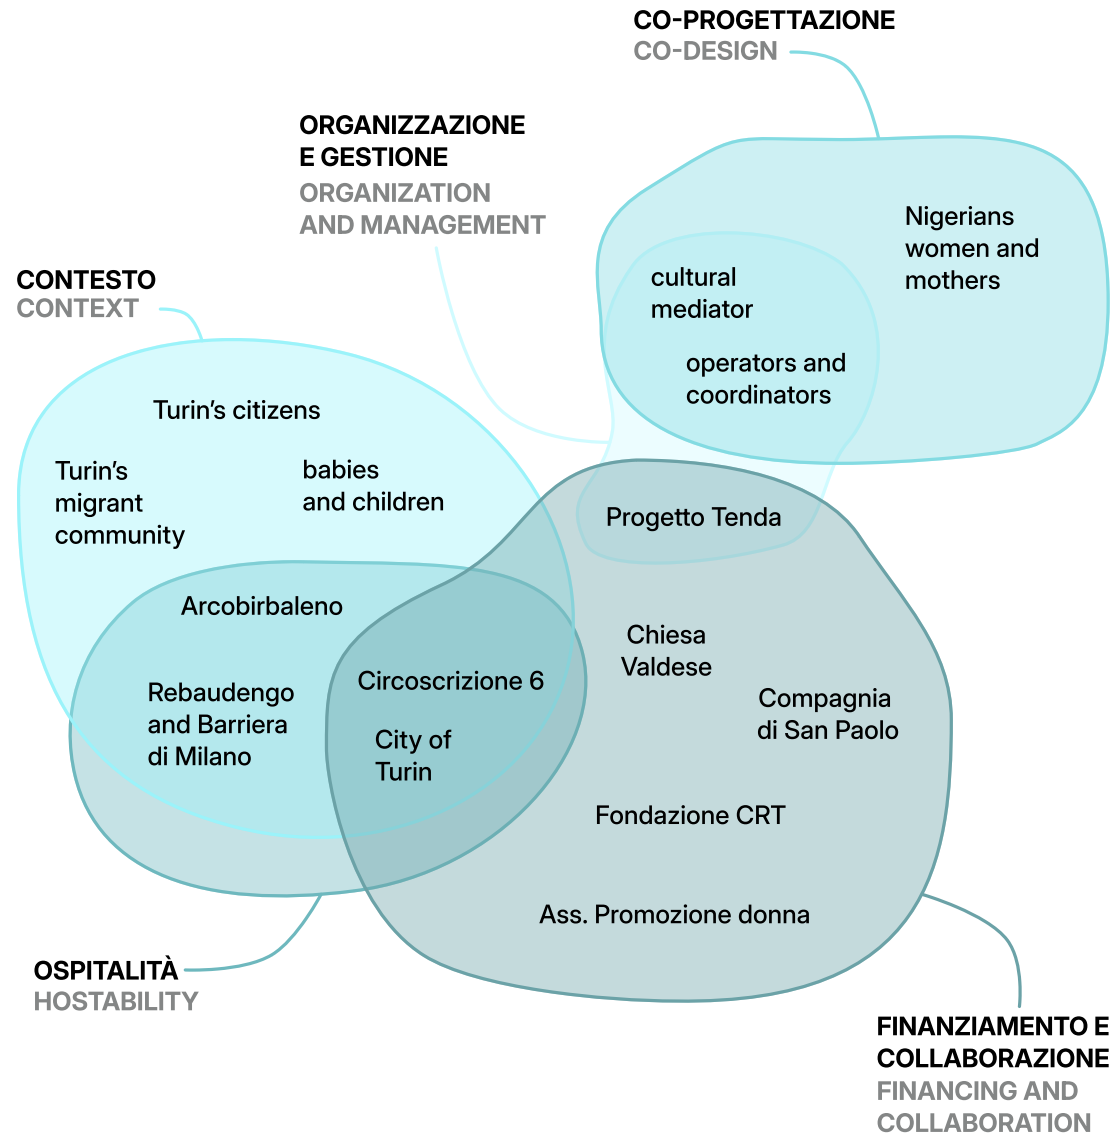 CO-PROGETTAZIONE
CO-DESIGN
ORGANIZZAZIONE
E GESTIONE
ORGANIZATION
AND MANAGEMENT
CONTESTO
CONTEXT
Nigerians
women and
mothers
cultural
mediator
operators and
coordinators
Turin’s citizens
Turin’s
migrant
community
babies
and children
Progetto Tenda
Arcobirbaleno
Rebaudengo
and Barriera
di Milano
Circoscrizione 6
City of
Turin
Chiesa
Valdese
Compagnia
di San Paolo
Fondazione CRT
Ass. Promozione donna
OSPITALITÀ
HOSTABILITY
FINANZIAMENTO E
COLLABORAZIONE
FINANCING AND
COLLABORATION